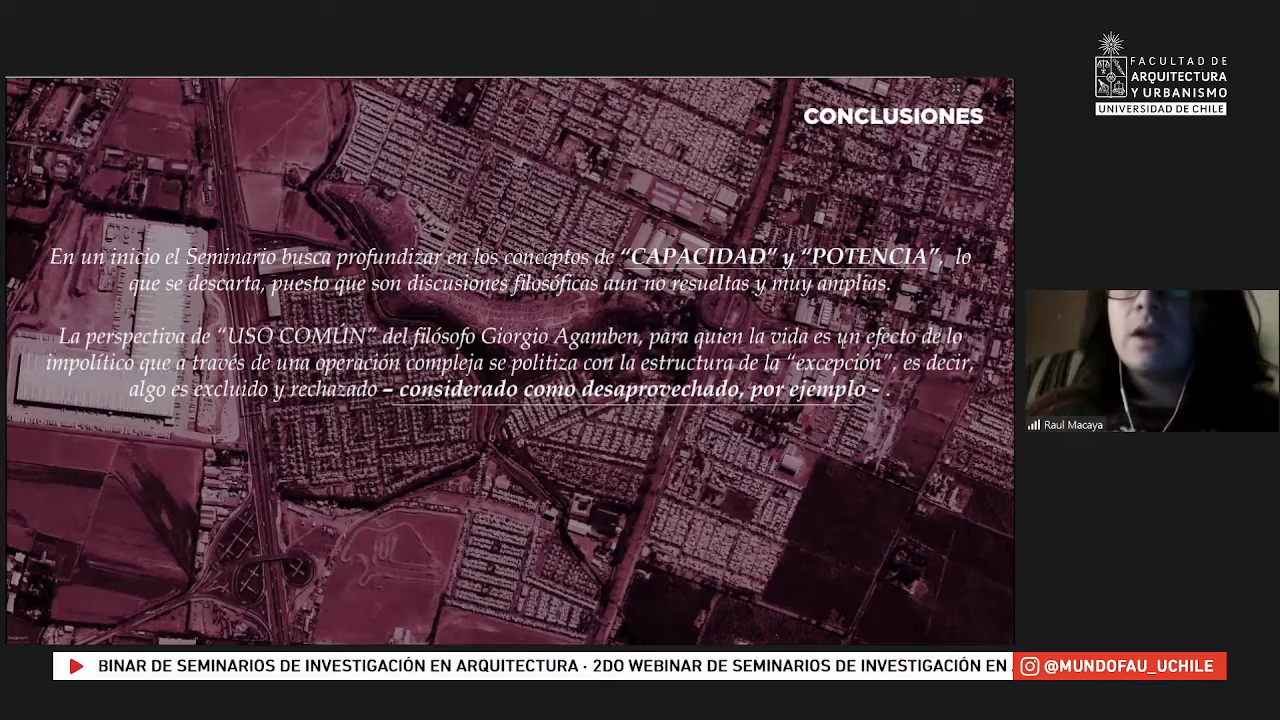 FACULTAD DE
ARQUITECTURA
Y URBANISMO
UNIVERSIDAD DE CHILE
CONCLUSIONES
En un inicio el Seminario busca profundizar en los conceptos de “CAPACIDAD” y “POTENCIA”, lo
que se descarta, puesto que son discusiones filosóficas aun no resueltas y muy amplias.
La perspectiva de “USO COMÚN” del filósofo Giorgio Agamben, para quien la vida es un efecto de lo
impolítico que a través de una operación compleja se politiza con la estructura de la “excepción”, es decir,
algo es excluido y rechazado – considerado como desaprovechado, por ejemplo - .
Raul Macaya
BINAR DE SEMINARIOS DE INVESTIGACIÓN EN ARQUITECTURA · 2DO WEBINAR DE SEMINARIOS DE INVESTIGACIÓN EN
@MUNDOFAU_UCHILE